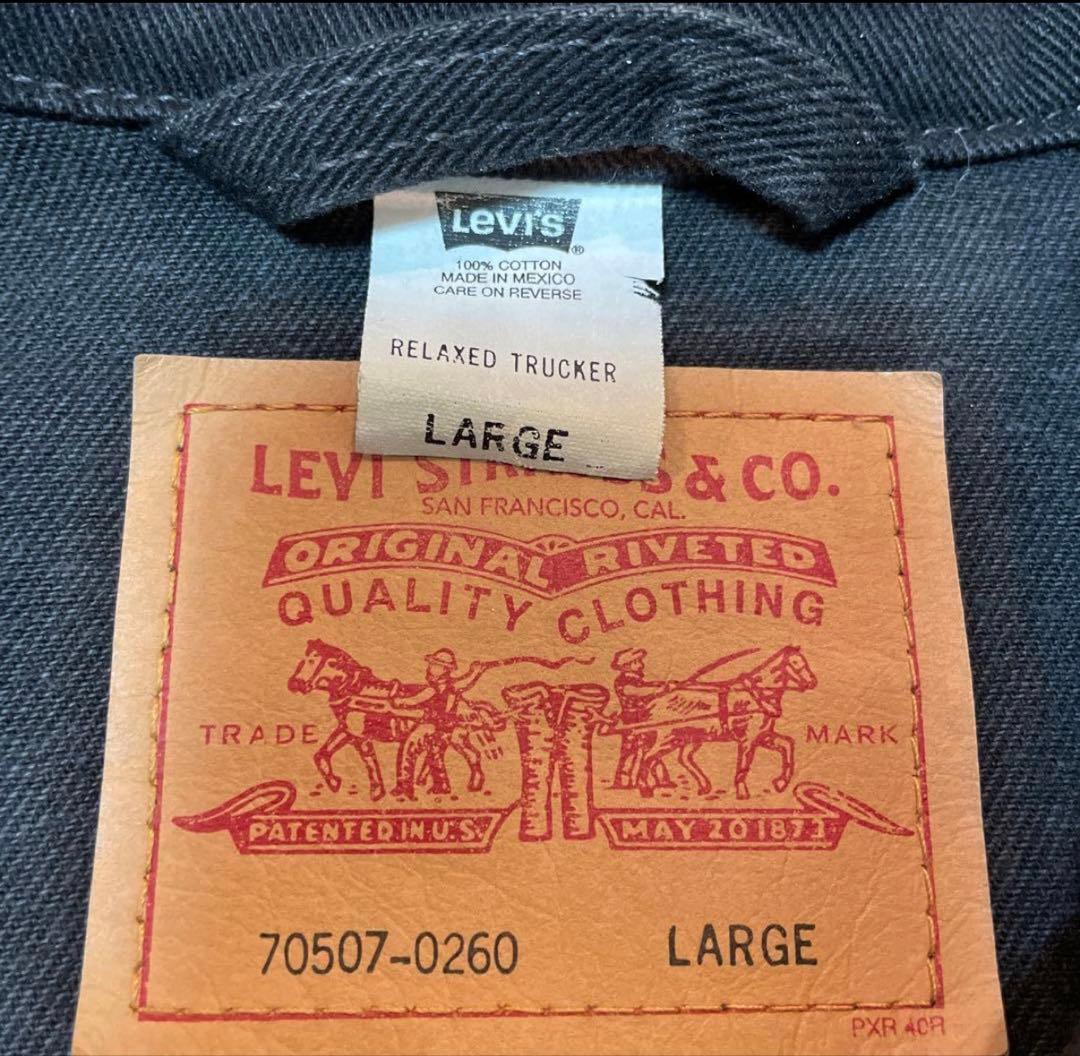 Levi's
®
100% COTTON
MADE IN MEXICO
CARE ON REVERSE
RELAXED TRUCKER
LARGE
LEVI & CO.
SAN FRANCISCO, CAL.
ORIGINAL RIVETED
QUALITY CLOTHING
TRADE MARK
PATENTED IN U.S. MAY 20 1873
70507-0260 LARGE
PXR 40R